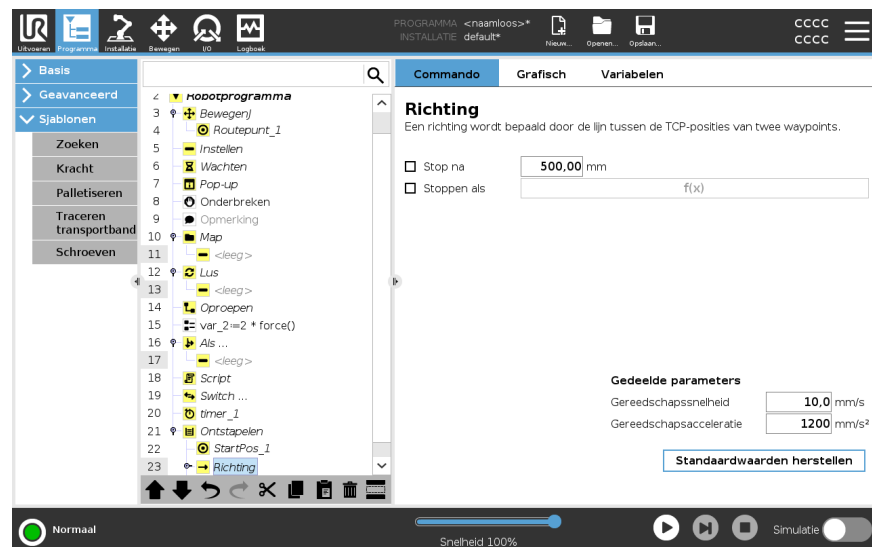 PROGRAMMA <naamloos>*
INSTALLATIE default*
UR
Uitvoeren Programma Installatie Bewegen I/O Logboek Nieuw... Openen... Opslaan...
CCCC
CCCC
Basis
Geavanceerd
Sjablonen
Zoeken
Kracht
Palletiseren
Traceren
transportband
Schroeven
2 Robotprogramma
3 BewegenJ
4 Routepunt_1
5 Instellen
6 Wachten
7 Pop-up
8 Onderbreken
9 Opmerking
10 Map
11 <leeg>
12 Lus
13 <leeg>
14 Oproepen
15 var_2:=2 * force()
16 Als ...
17 <leeg>
18 Script
19 Switch ...
20 timer_1
21 Ontstapelen
22 StartPos_1
23 Richting
Commando Grafisch Variabelen
Richting
Een richting wordt bepaald door de lijn tussen de TCP-posities van twee waypoints.
Stop na 500,00 mm
Stoppen als f(x)
Gedeelde parameters
Gereedschapssnelheid 10,0 mm/s
Gereedschapsacceleratie 1200 mm/s²
Standaardwaarden herstellen
Normaal
Snelheid 100%
Simulatie